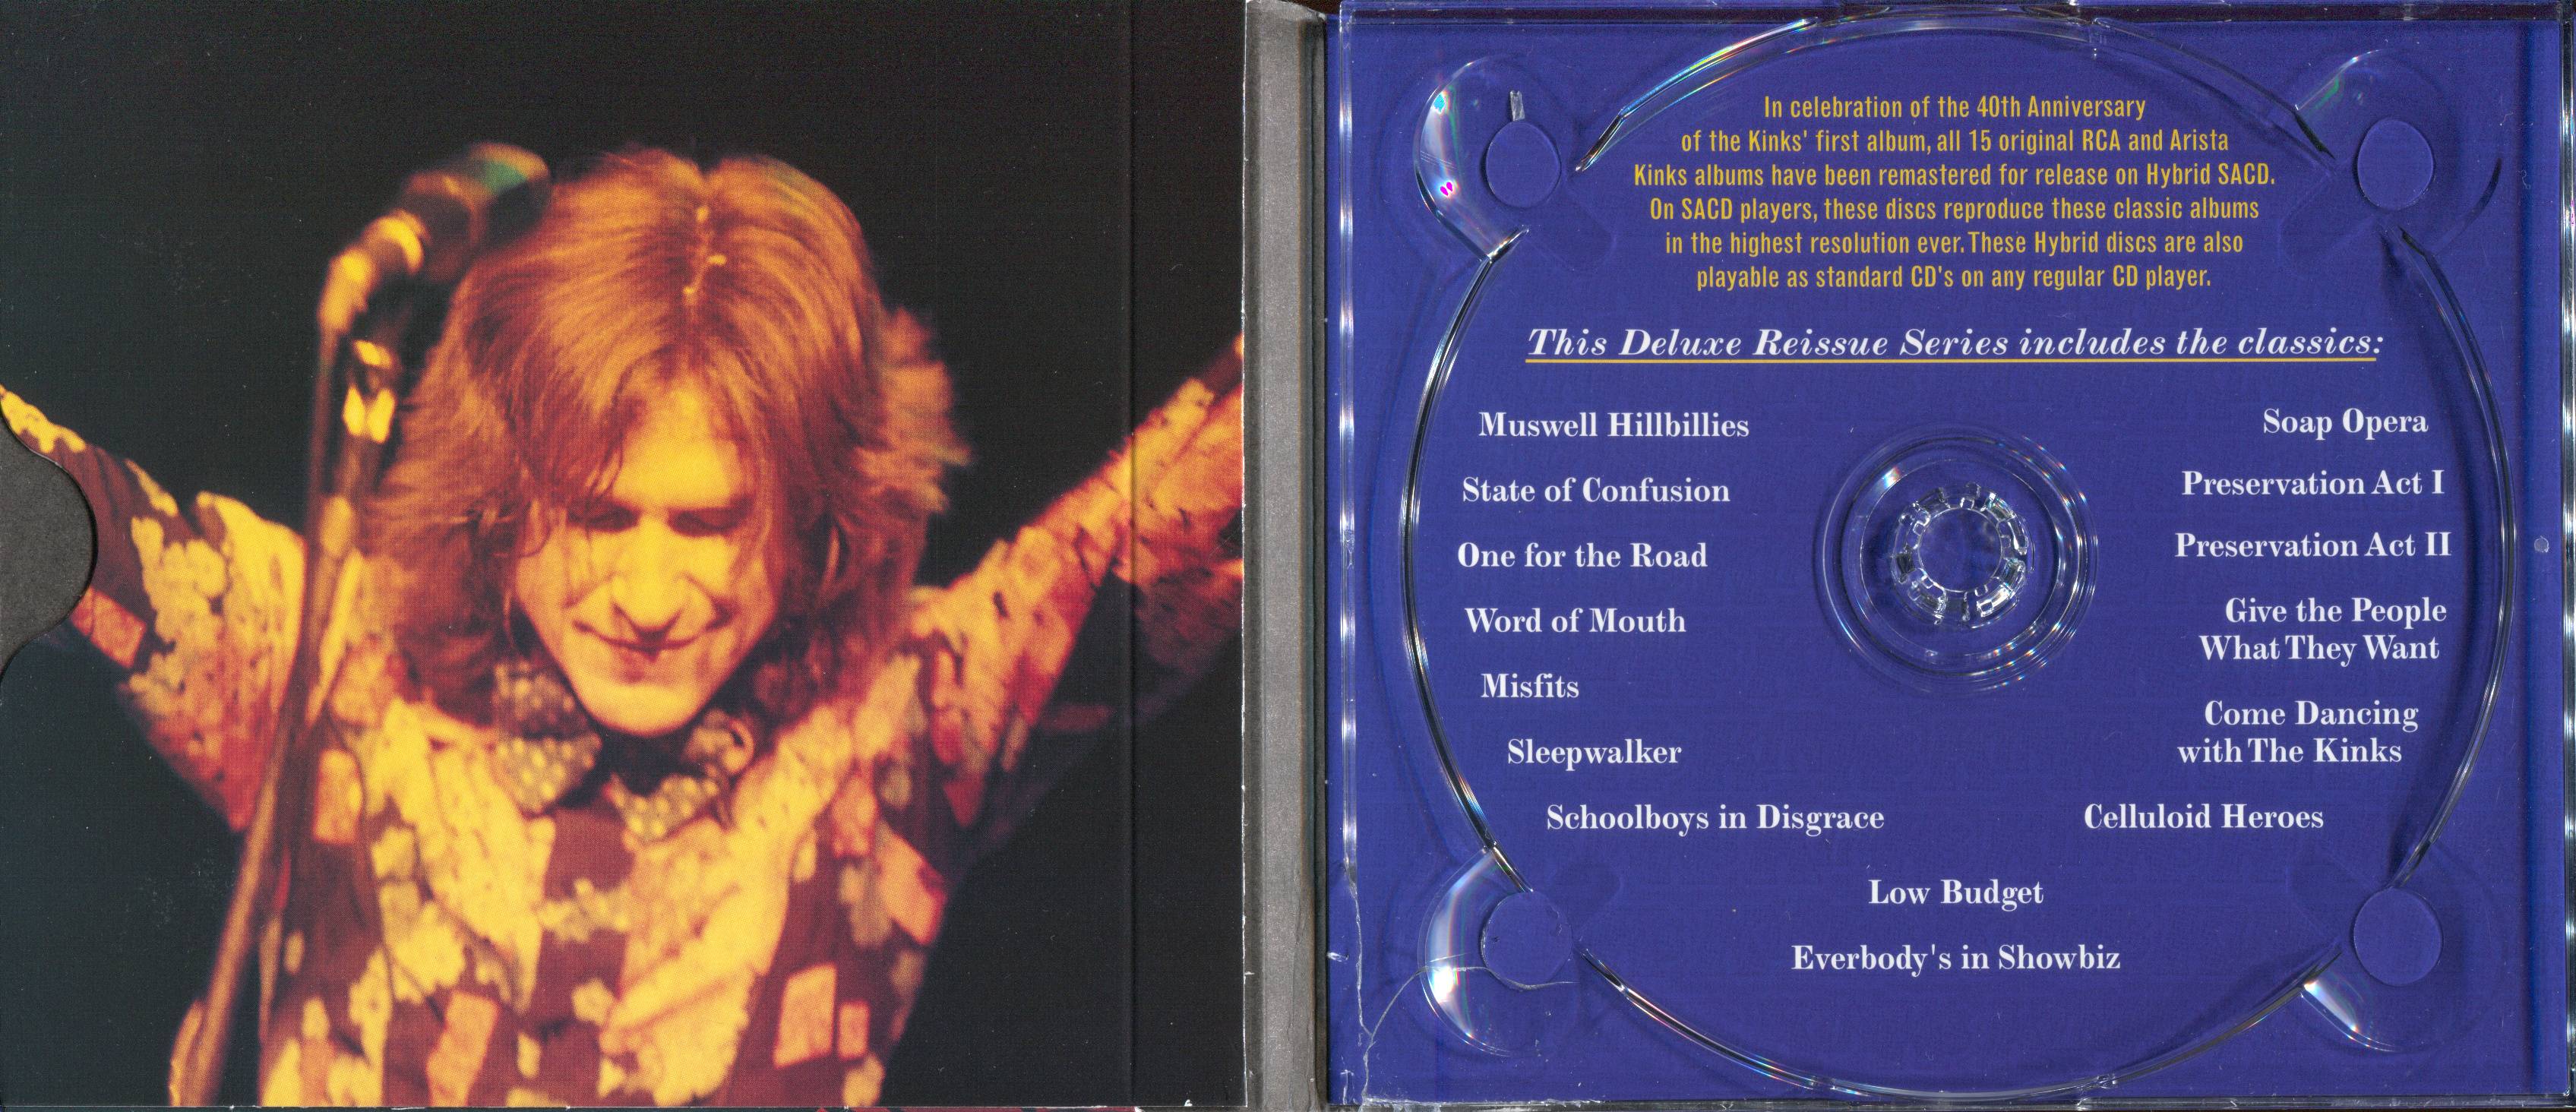 In celebration of the 40th Anniversary
of the Kinks' first album, all 15 original RCA and Arista
Kinks albums have been remastered for release on Hybrid SACD.
On SACD players, these discs reproduce these classic albums
in the highest resolution ever. These Hybrid discs are also
playable as standard CD's on any regular CD player.
This Deluxe Reissue Series includes the classics:
Muswell Hillbillies
State of Confusion
One for the Road
Word of Mouth
Misfits
Sleepwalker
Schoolboys in Disgrace
Soap Opera
Preservation Act I
Preservation Act II
Give the People
What They Want
Come Dancing
with The Kinks
Celluloid Heroes
Low Budget
Everbody's in Showbiz